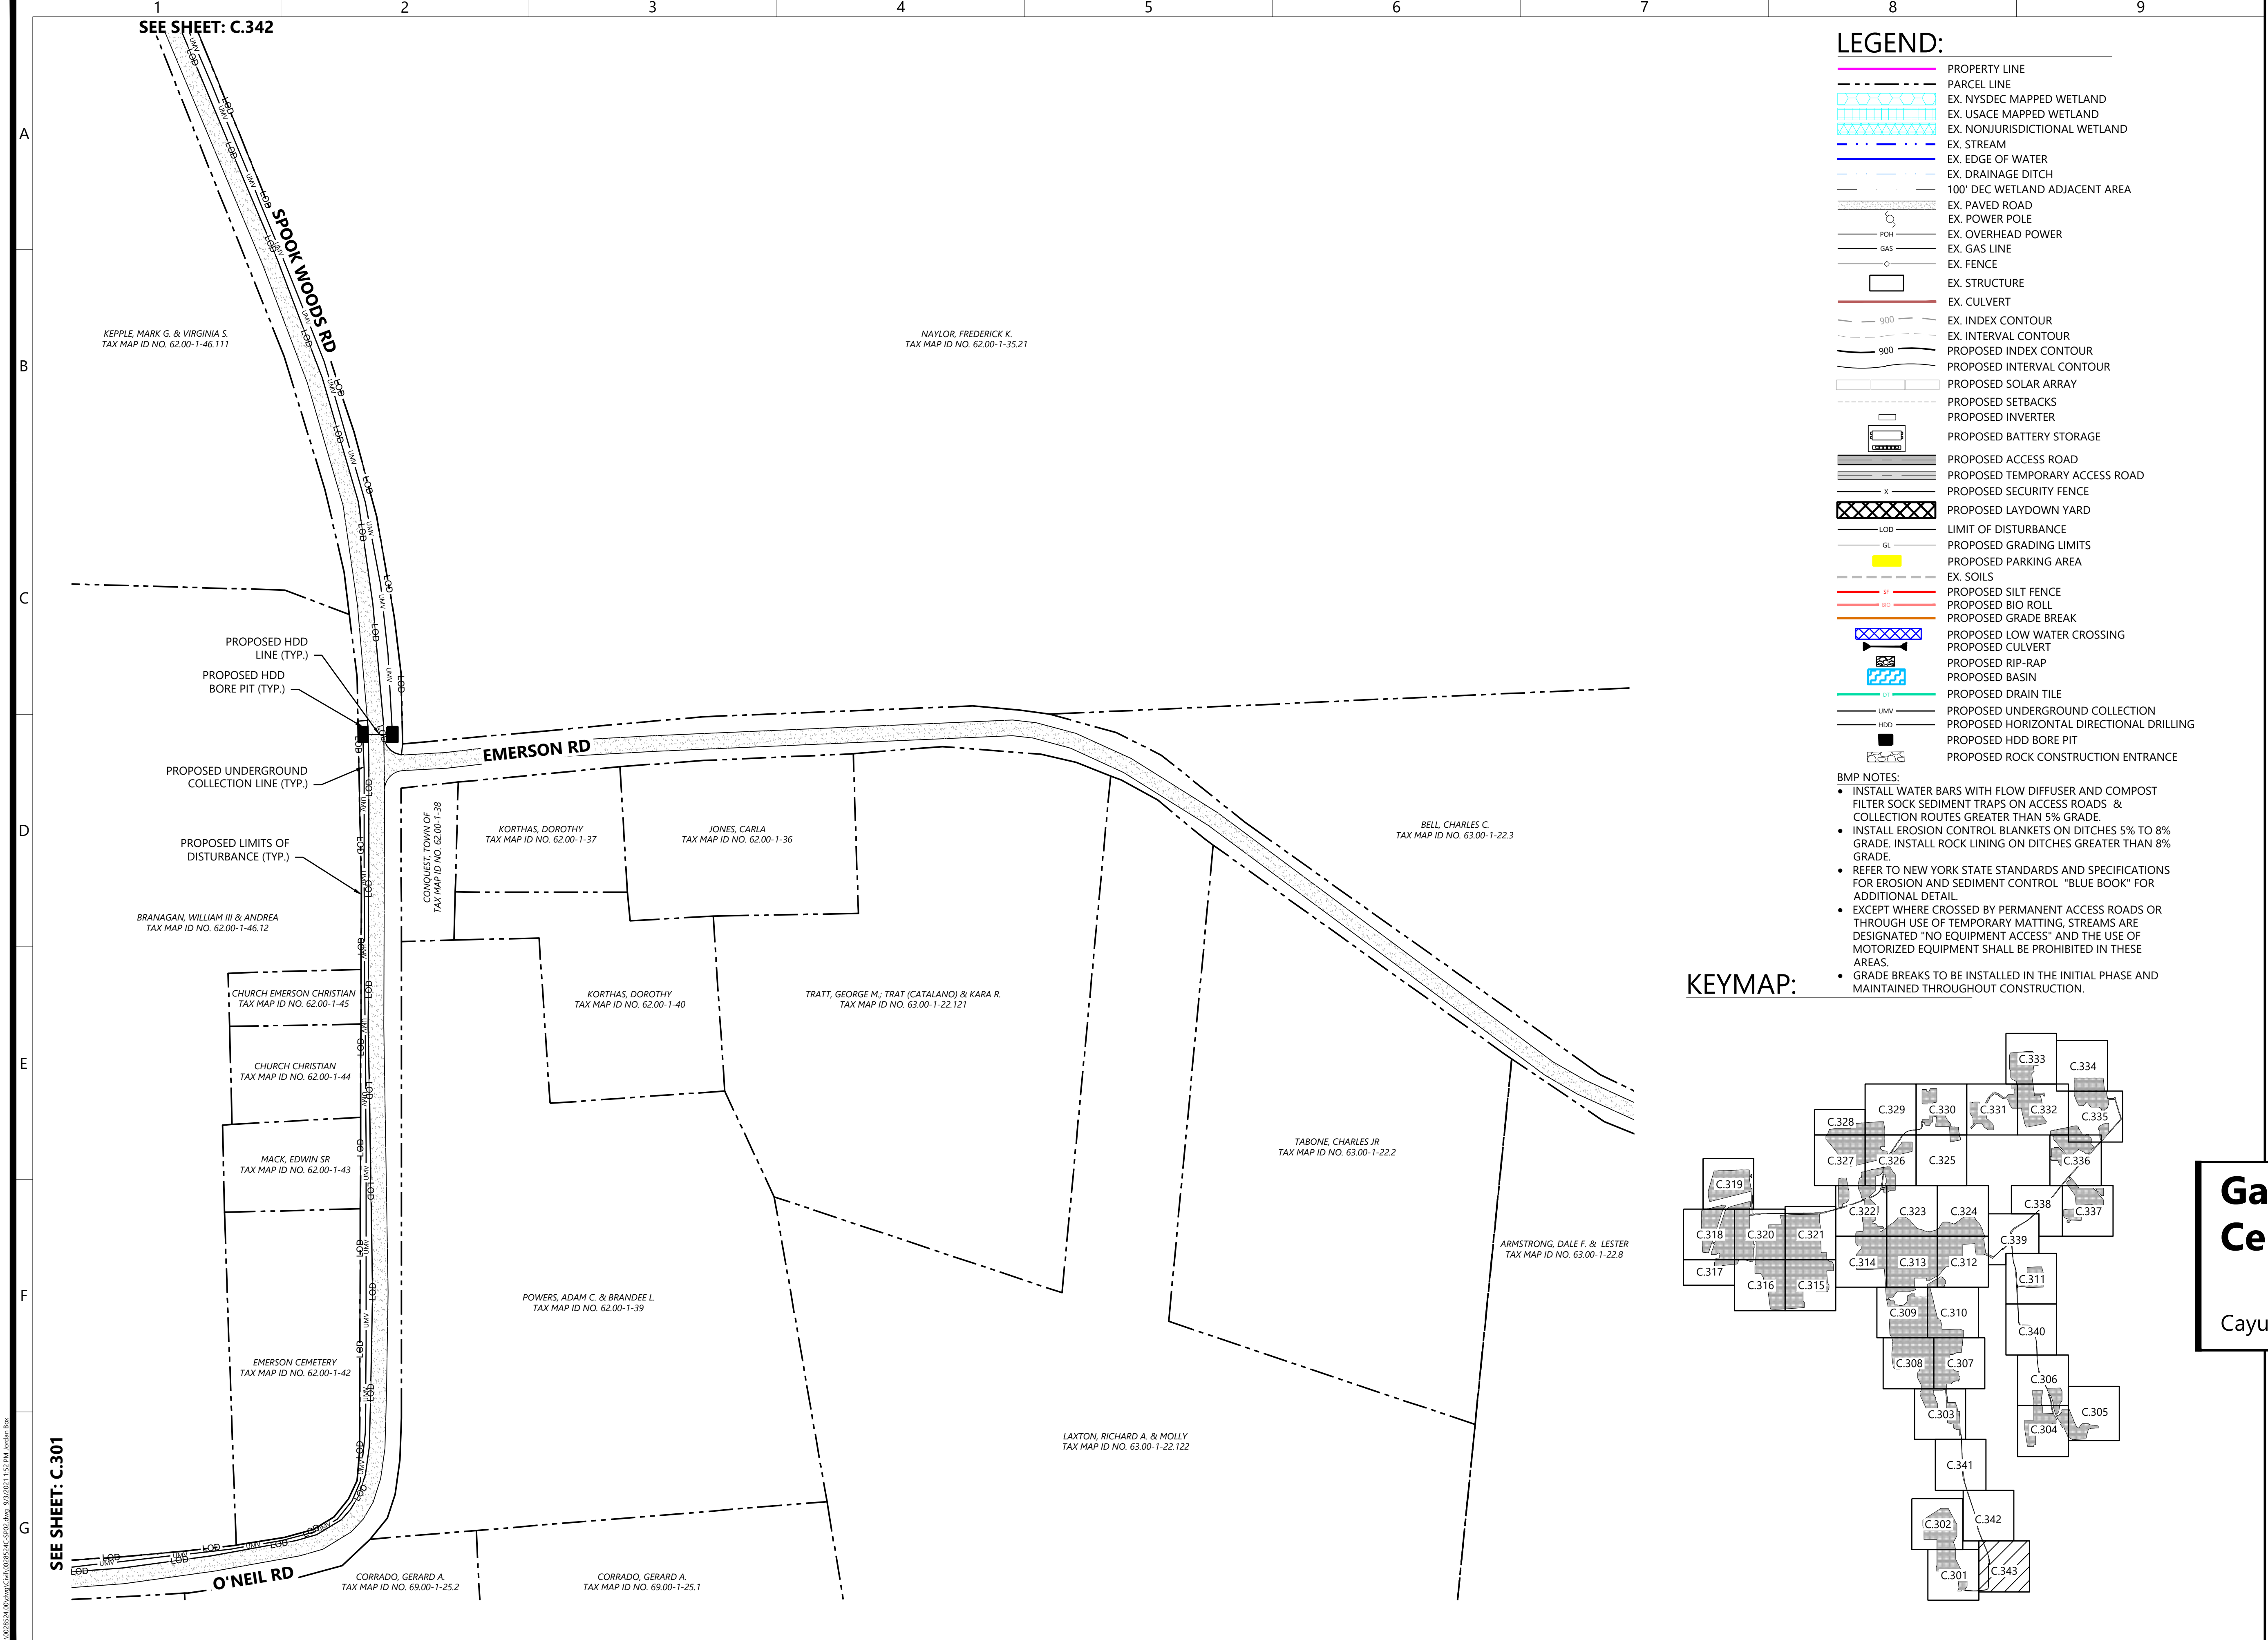 1
2
3
4
5
6
7
8
9
A
B
C
D
E
F
G
SEE SHEET: C.342
LOD
UMV
SPOOK WOODS RD
KEPPLE, MARK G. & VIRGINIA S.
TAX MAP ID NO. 62.00-1-46.111
NAYLOR, FREDERICK K.
TAX MAP ID NO. 62.00-1-35.21
PROPOSED HDD
LINE (TYP.)
PROPOSED HDD
BORE PIT (TYP.)
EMERSON RD
PROPOSED UNDERGROUND
COLLECTION LINE (TYP.)
PROPOSED LIMITS OF
DISTURBANCE (TYP.)
CONQUEST, TOWN OF
TAX MAP ID NO. 62.00-1-38
KORTHAS, DOROTHY
TAX MAP ID NO. 62.00-1-37
JONES, CARLA
TAX MAP ID NO. 62.00-1-36
BELL, CHARLES C.
TAX MAP ID NO. 63.00-1-22.3
BRANAGAN, WILLIAM III & ANDREA
TAX MAP ID NO. 62.00-1-46.12
CHURCH EMERSON CHRISTIAN
TAX MAP ID NO. 62.00-1-45
KORTHAS, DOROTHY
TAX MAP ID NO. 62.00-1-40
TRATT, GEORGE M.; TRAT (CATALANO) & KARA R.
TAX MAP ID NO. 63.00-1-22.121
CHURCH CHRISTIAN
TAX MAP ID NO. 62.00-1-44
MACK, EDWIN SR
TAX MAP ID NO. 62.00-1-43
TABONE, CHARLES JR
TAX MAP ID NO. 63.00-1-22.2
ARMSTRONG, DALE F. & LESTER
TAX MAP ID NO. 63.00-1-22.8
POWERS, ADAM C. & BRANDEE L.
TAX MAP ID NO. 62.00-1-39
EMERSON CEMETERY
TAX MAP ID NO. 62.00-1-42
LAXTON, RICHARD A. & MOLLY
TAX MAP ID NO. 63.00-1-22.122
SEE SHEET: C.301
O'NEIL RD
CORRADO, GERARD A.
TAX MAP ID NO. 69.00-1-25.2
CORRADO, GERARD A.
TAX MAP ID NO. 69.00-1-25.1
LEGEND:
PROPERTY LINE
PARCEL LINE
EX. NYSDEC MAPPED WETLAND
EX. USACE MAPPED WETLAND
EX. NONJURISDICTIONAL WETLAND
EX. STREAM
EX. EDGE OF WATER
EX. DRAINAGE DITCH
100' DEC WETLAND ADJACENT AREA
EX. PAVED ROAD
EX. POWER POLE
POH EX. OVERHEAD POWER
GAS EX. GAS LINE
EX. FENCE
EX. STRUCTURE
EX. CULVERT
900 EX. INDEX CONTOUR
EX. INTERVAL CONTOUR
900 PROPOSED INDEX CONTOUR
PROPOSED INTERVAL CONTOUR
PROPOSED SOLAR ARRAY
PROPOSED SETBACKS
PROPOSED INVERTER
PROPOSED BATTERY STORAGE
PROPOSED ACCESS ROAD
PROPOSED TEMPORARY ACCESS ROAD
X PROPOSED SECURITY FENCE
PROPOSED LAYDOWN YARD
LOD LIMIT OF DISTURBANCE
GL PROPOSED GRADING LIMITS
PROPOSED PARKING AREA
EX. SOILS
SF PROPOSED SILT FENCE
BIO PROPOSED BIO ROLL
PROPOSED GRADE BREAK
PROPOSED LOW WATER CROSSING
PROPOSED CULVERT
PROPOSED RIP-RAP
PROPOSED BASIN
DT PROPOSED DRAIN TILE
UMV PROPOSED UNDERGROUND COLLECTION
HDD PROPOSED HORIZONTAL DIRECTIONAL DRILLING
PROPOSED HDD BORE PIT
PROPOSED ROCK CONSTRUCTION ENTRANCE
BMP NOTES:
• INSTALL WATER BARS WITH FLOW DIFFUSER AND COMPOST
FILTER SOCK SEDIMENT TRAPS ON ACCESS ROADS &
COLLECTION ROUTES GREATER THAN 5% GRADE.
• INSTALL EROSION CONTROL BLANKETS ON DITCHES 5% TO 8%
GRADE. INSTALL ROCK LINING ON DITCHES GREATER THAN 8%
GRADE.
• REFER TO NEW YORK STATE STANDARDS AND SPECIFICATIONS
FOR EROSION AND SEDIMENT CONTROL "BLUE BOOK" FOR
ADDITIONAL DETAIL.
• EXCEPT WHERE CROSSED BY PERMANENT ACCESS ROADS OR
THROUGH USE OF TEMPORARY MATTING, STREAMS ARE
DESIGNATED "NO EQUIPMENT ACCESS" AND THE USE OF
MOTORIZED EQUIPMENT SHALL BE PROHIBITED IN THESE
AREAS.
• GRADE BREAKS TO BE INSTALLED IN THE INITIAL PHASE AND
MAINTAINED THROUGHOUT CONSTRUCTION.
KEYMAP:
C.333
C.334
C.329
C.330
C.331
C.332
C.335
C.328
C.327
C.326
C.325
C.336
C.319
C.322
C.323
C.324
C.338
C.337
C.318
C.320
C.321
C.339
C.317
C.316
C.315
C.314
C.313
C.312
C.311
C.309
C.310
C.340
C.308
C.307
C.306
C.303
C.304
C.305
C.341
C.302
C.342
C.301
C.343
Ga
Ce
Cayu